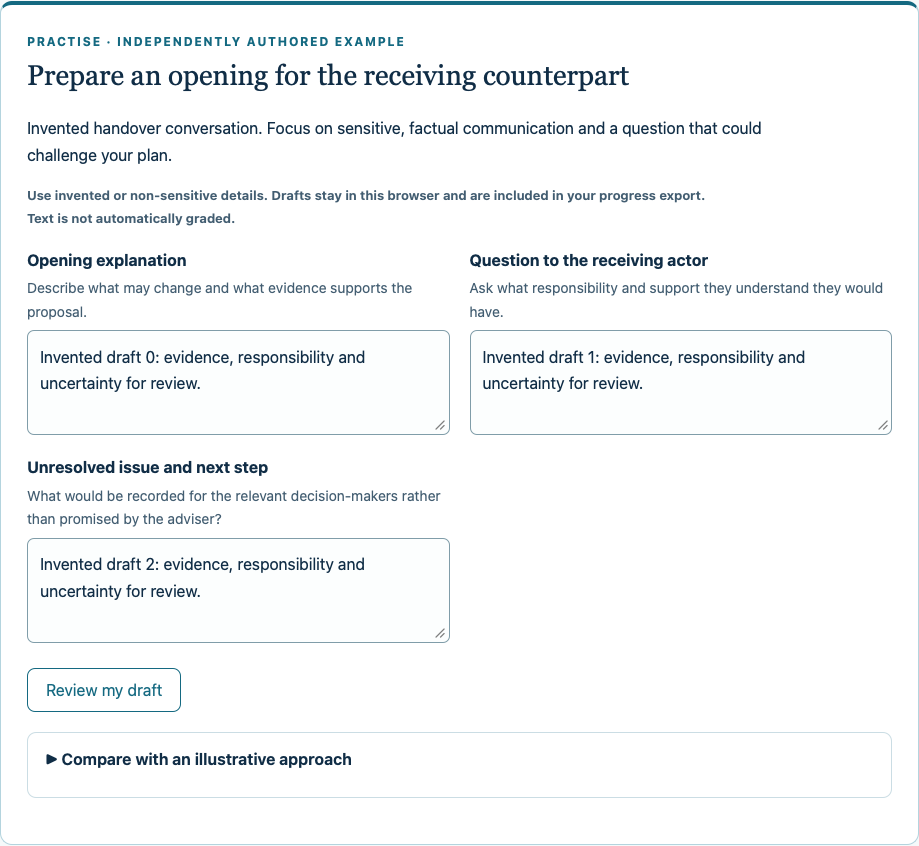 PRACTISE · INDEPENDENTLY AUTHORED EXAMPLE
Prepare an opening for the receiving counterpart
Invented handover conversation. Focus on sensitive, factual communication and a question that could
challenge your plan.
Use invented or non-sensitive details. Drafts stay in this browser and are included in your progress export.
Text is not automatically graded.
Opening explanation
Describe what may change and what evidence supports the
proposal.
Invented draft 0: evidence, responsibility and
uncertainty for review.
Question to the receiving actor
Ask what responsibility and support they understand they would
have.
Invented draft 1: evidence, responsibility and
uncertainty for review.
Unresolved issue and next step
What would be recorded for the relevant decision-makers rather
than promised by the adviser?
Invented draft 2: evidence, responsibility and
uncertainty for review.
Review my draft
Compare with an illustrative approach